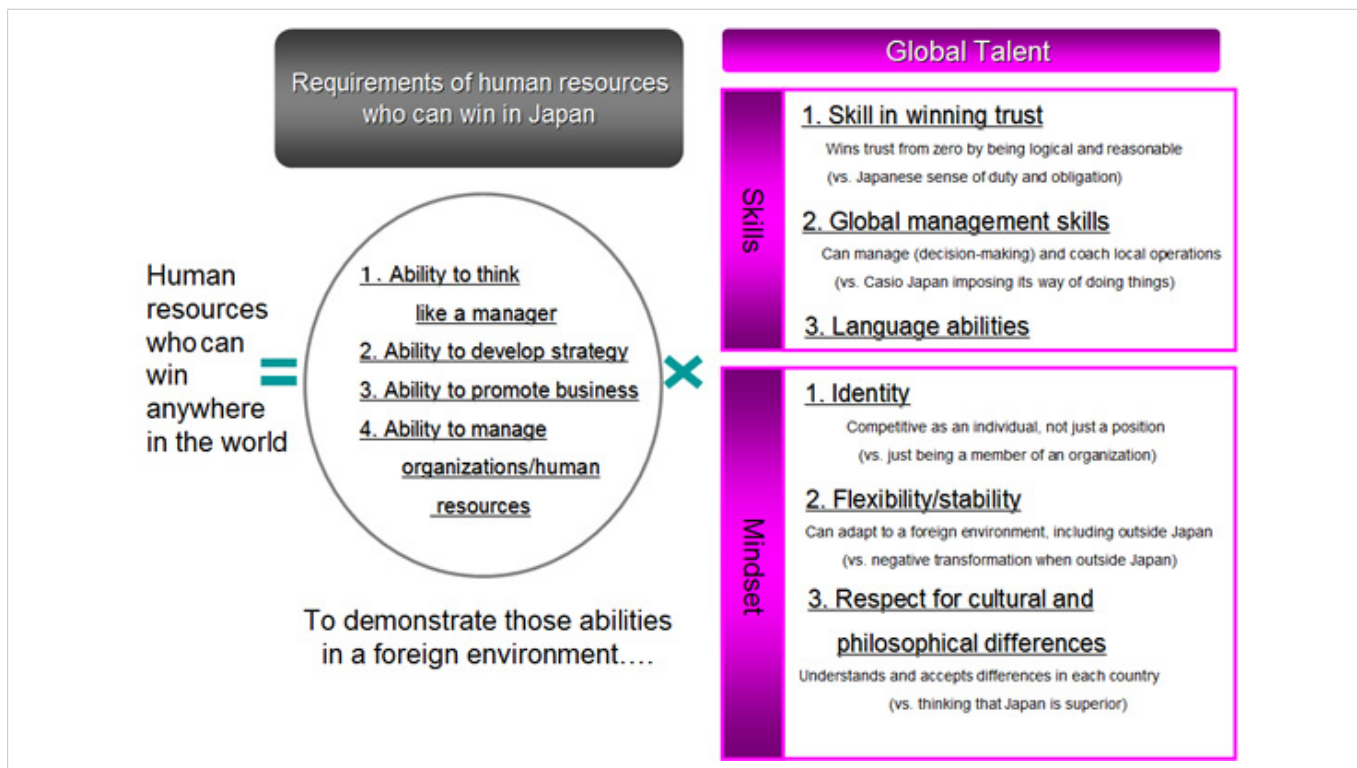 Requirements of human resources
who can win in Japan
Human
resources
who can
win
anywhere
in the world
=
1. Ability to think
like a manager
2. Ability to develop strategy
3. Ability to promote business
4. Ability to manage
organizations/human
resources
To demonstrate those abilities
in a foreign environment....
×
Global Talent
Skills
1. Skill in winning trust
Wins trust from zero by being logical and reasonable
(vs. Japanese sense of duty and obligation)
2. Global management skills
Can manage (decision-making) and coach local operations
(vs. Casio Japan imposing its way of doing things)
3. Language abilities
Mindset
1. Identity
Competitive as an individual, not just a position
(vs. just being a member of an organization)
2. Flexibility/stability
Can adapt to a foreign environment, including outside Japan
(vs. negative transformation when outside Japan)
3. Respect for cultural and
philosophical differences
Understands and accepts differences in each country
(vs. thinking that Japan is superior)